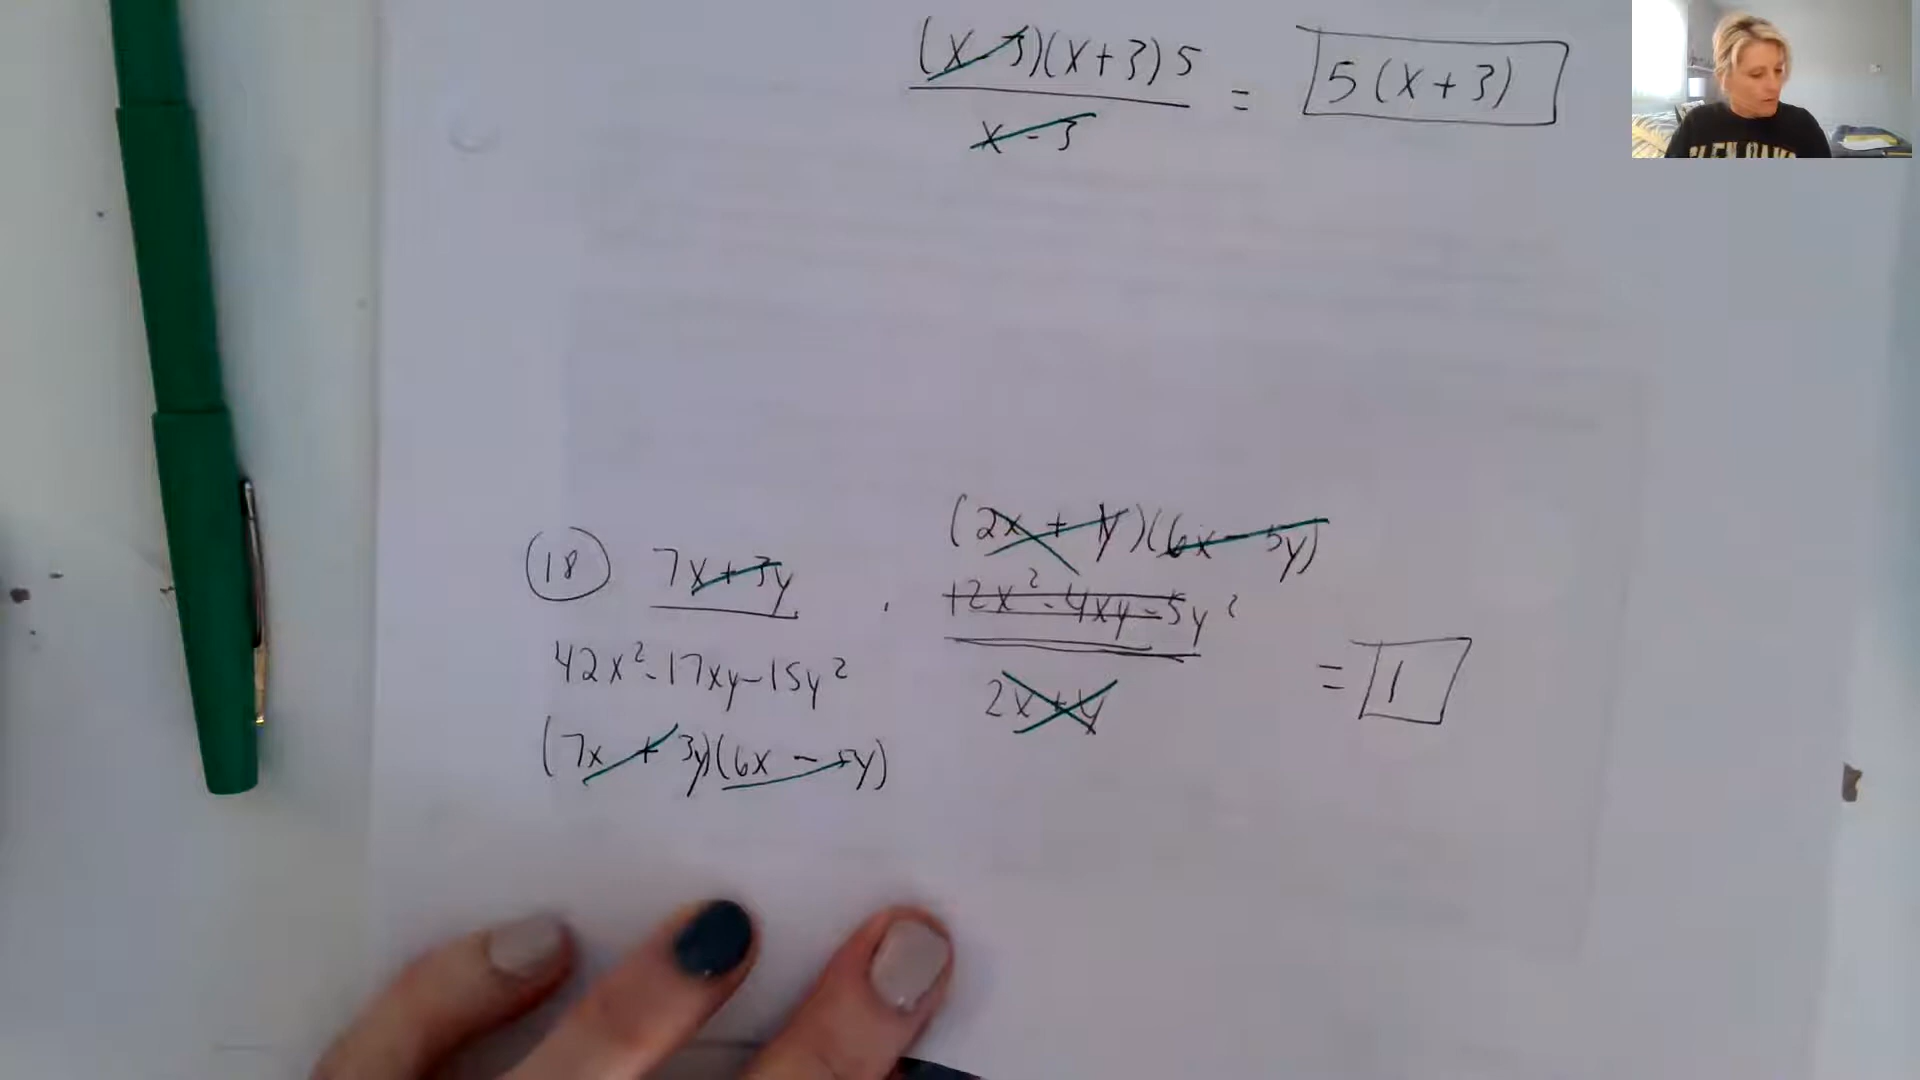 (x-3)(x+3)5
= 5(x+3)
x-3
(2x+y)(6x-5y)
18 7x+3y · 12x²-4xy-5y²
42x²-17xy-15y² 2x+y = 1
(7x+3y)(6x-5y)